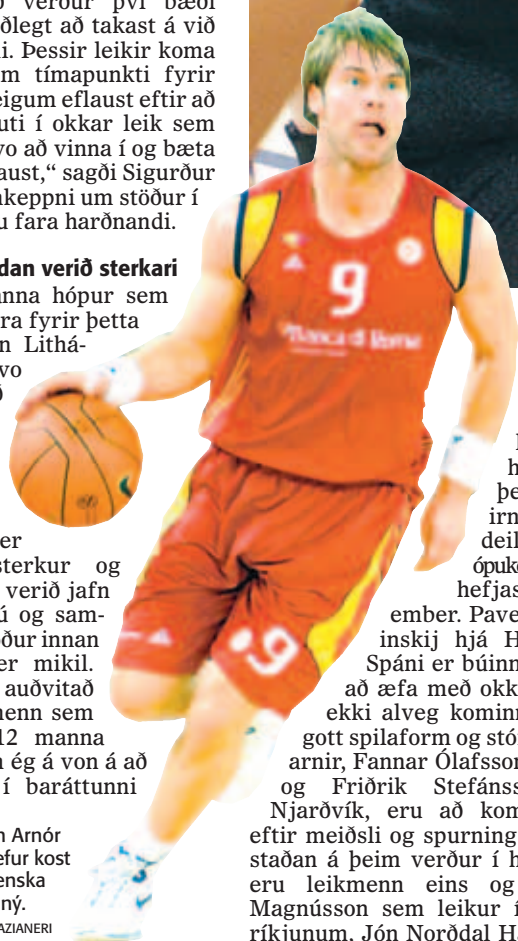 verður því bæði
ðlegt að takast á við
ni. Þessir leikir koma
m tímapunkti fyrir
eigum eflaust eftir að
uti í okkar leik sem
vo að vinna í og bæta
aust,“ sagði Sigurður
keppni um stöður í
u fara harðnandi.
dan verið sterkari
anna hópur sem
ra fyrir þetta
n Lithá-
vo
er
sterkur og
verið jafn
ú og sam-
ður innan
er mikil.
auðvitað
menn sem
12 manna
n ég á von á að
í baráttunni
n Arnór
efur kost
enska
ný.
AZIANERI
9
Banca di Roma
9
h
þe
irn
deil
ópuk
hefjas
ember. Pave
inskij hjá H
Spáni er búinn
að æfa með okk
ekki alveg kominn
gott spilaform og stó
arnir, Fannar Ólafsson
og Friðrik Stefánss
Njarðvík, eru að kom
eftir meiðsli og spurning
staðan á þeim verður í h
eru leikmenn eins og
Magnússon sem leikur í
ríkjunum, Jón Norðdal H